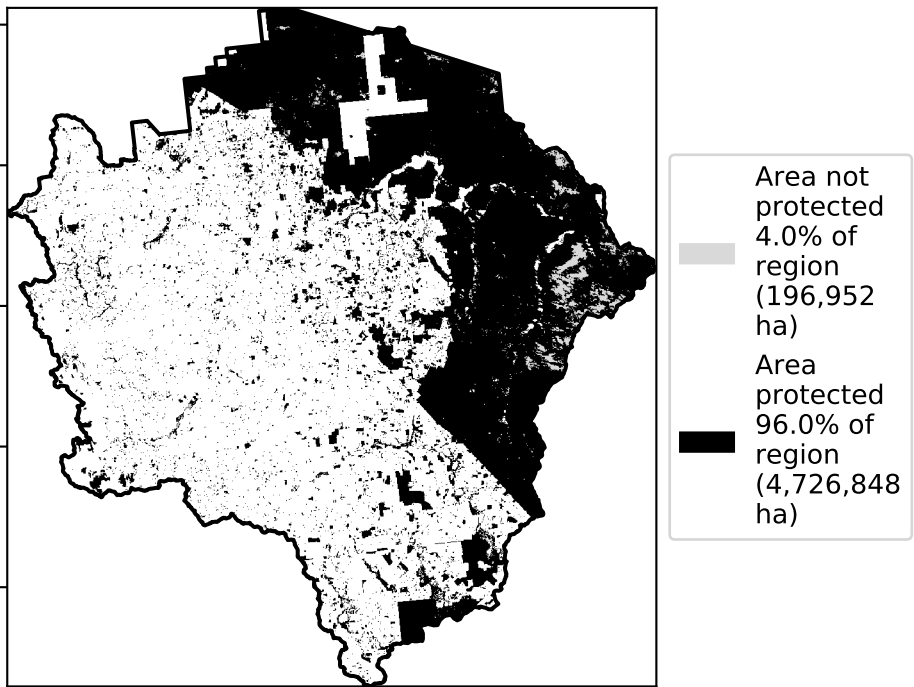 Area not
protected
4.0% of
region
(196,952
ha)
Area
protected
96.0% of
region
(4,726,848
ha)